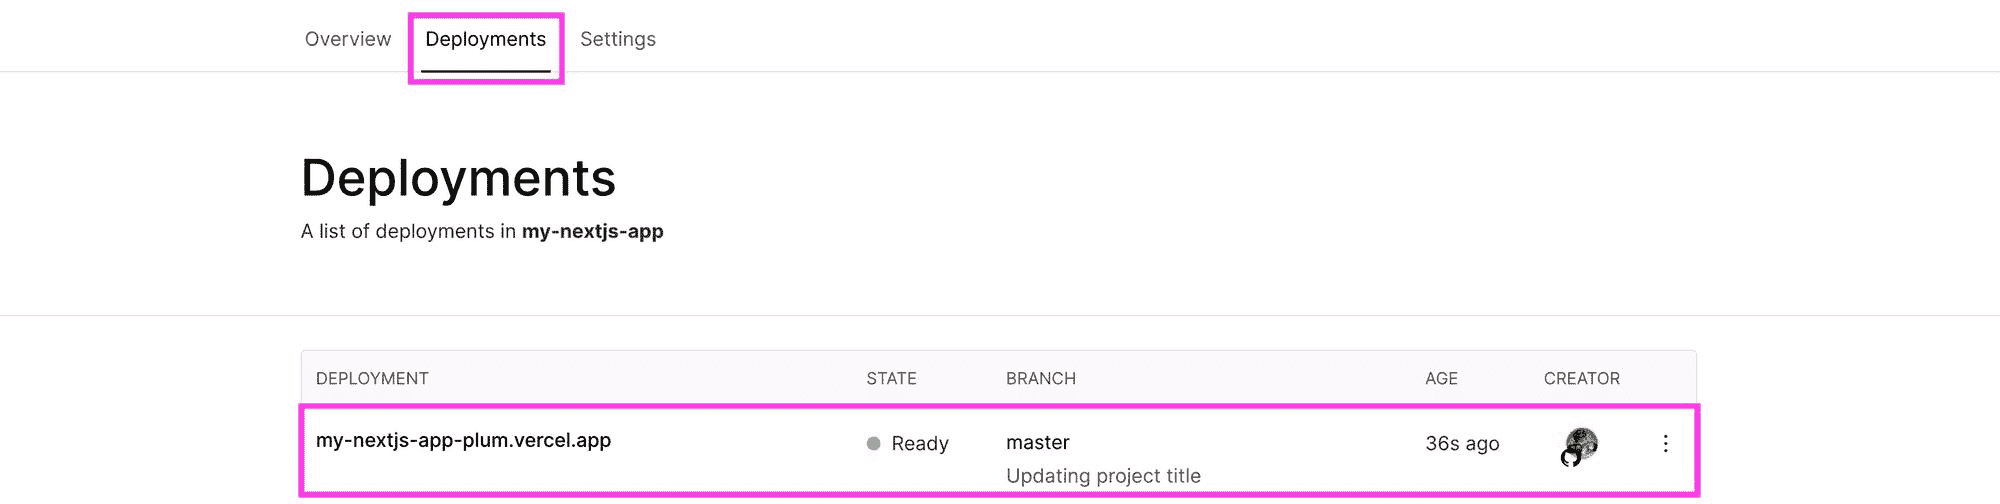 Overview Deployments Settings
Deployments
A list of deployments in my-nextjs-app
DEPLOYMENT STATE BRANCH AGE CREATOR
my-nextjs-app-plum.vercel.app Ready master 36s ago
Updating project title